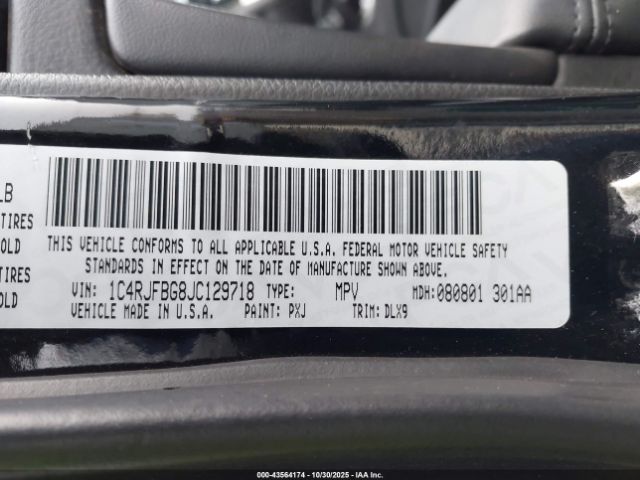 LB
TIRES
OLD
TIRES
OLD
THIS VEHICLE CONFORMS TO ALL APPLICABLE U.S.A. FEDERAL MOTOR VEHICLE SAFETY
STANDARDS IN EFFECT ON THE DATE OF MANUFACTURE SHOWN ABOVE.
VIN: 1C4RJFBG8JC129718 TYPE: MPV MDH: 080801 301AA
VEHICLE MADE IN U.S.A. PAINT: PXJ TRIM: DLX9
000-43564174 | 10/30/2025 - IAA Inc.